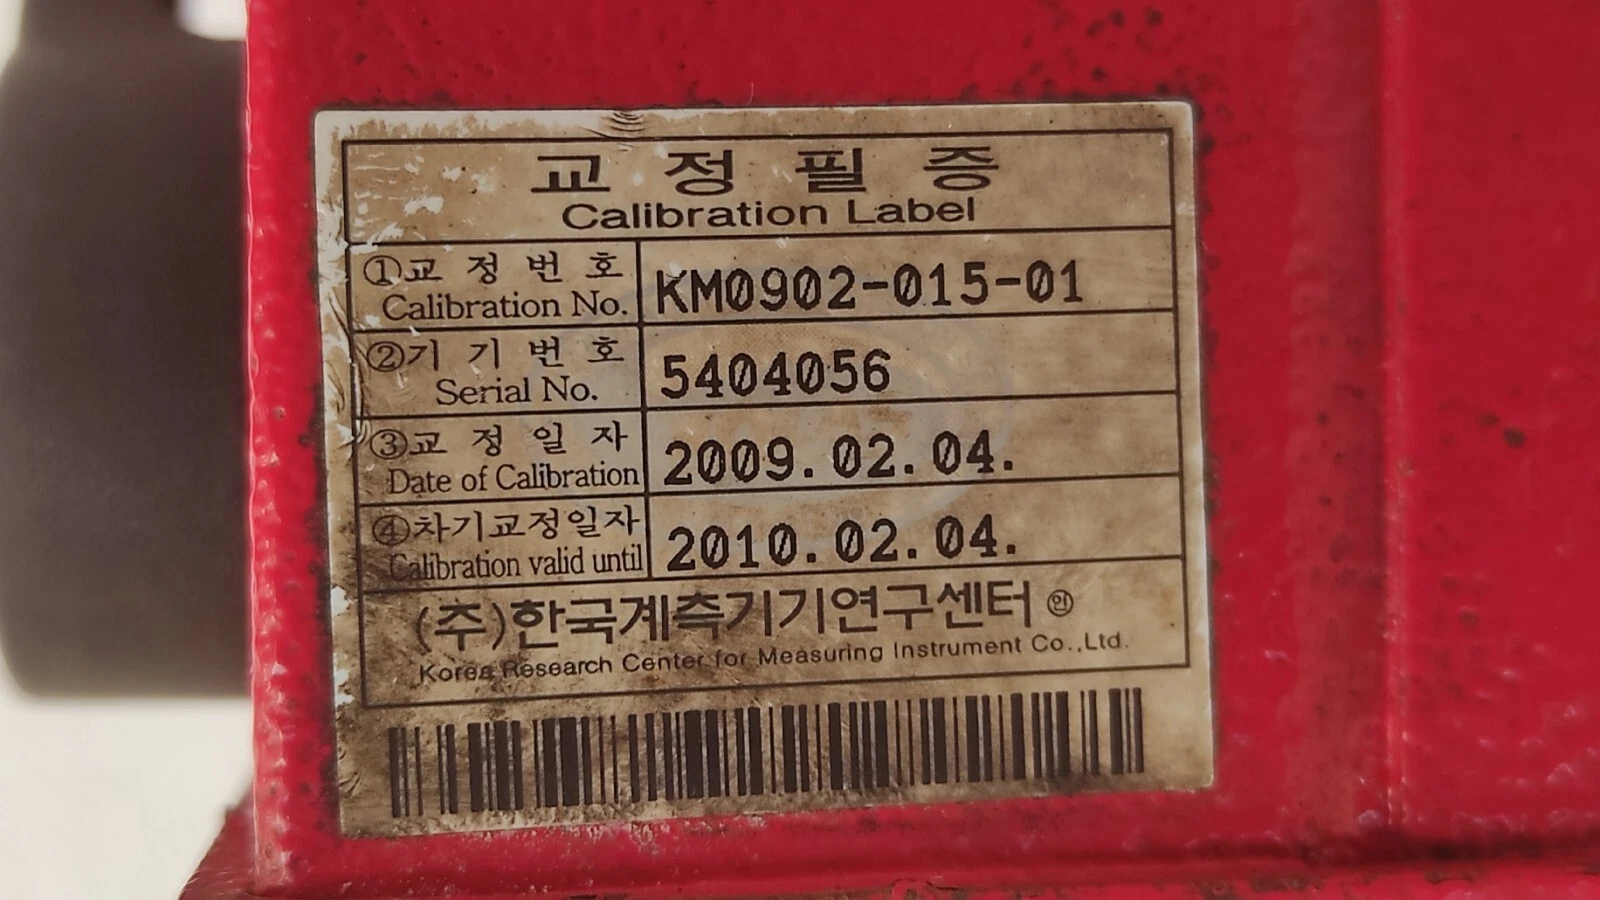 교 정 필 증
Calibration Label
①교 정 번 호
Calibration No.
KM0902-015-01
②기 기 번 호
Serial No.
5404056
③교 정 일 자
Date of Calibration
2009.02.04.
④차기교정일자
Calibration valid until
2010.02.04.
(주)한국계측기기연구센터 ㊞
Korea Research Center for Measuring Instrument Co.,Ltd.